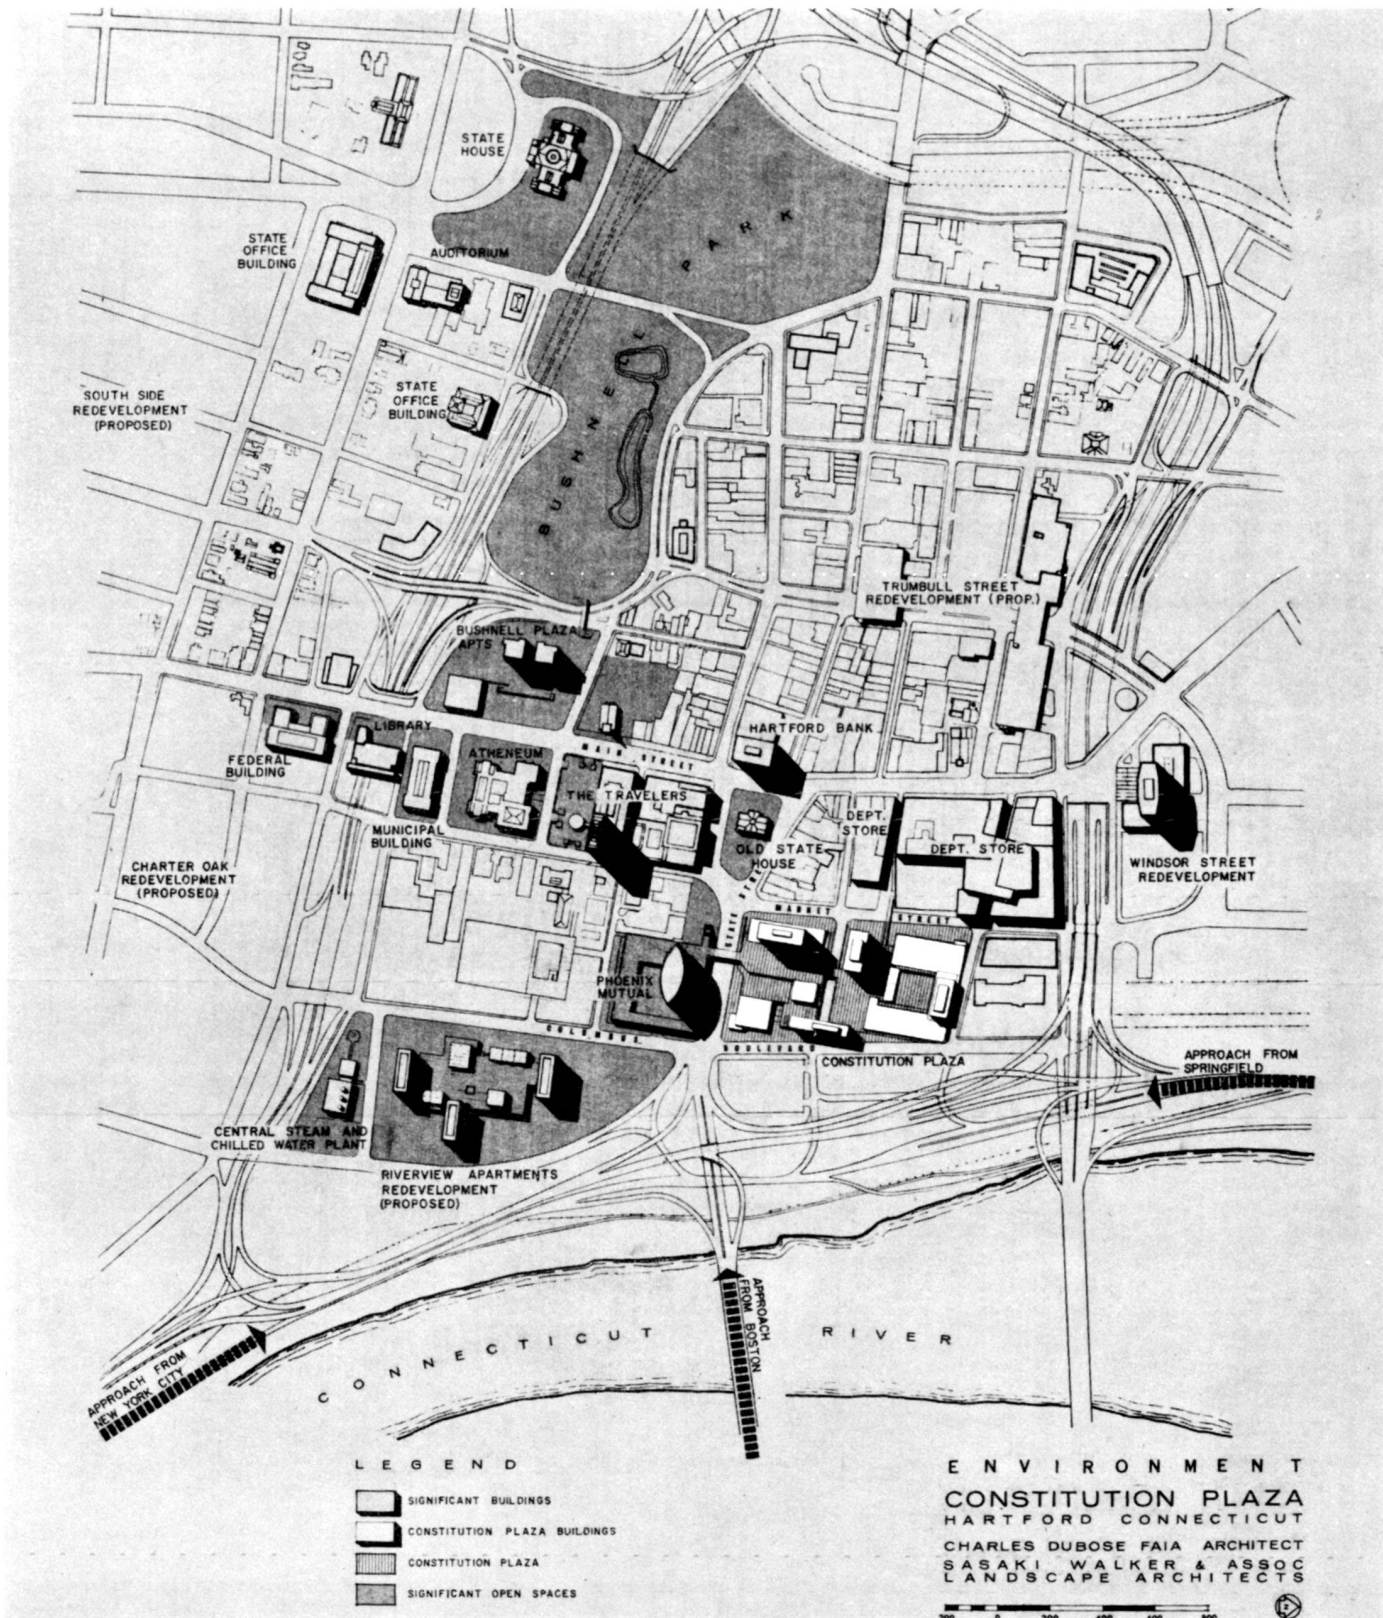 STATE
HOUSE
PARK
STATE
OFFICE
BUILDING
AUDITORIUM
SOUTH SIDE
REDEVELOPMENT
(PROPOSED)
STATE
OFFICE
BUILDING
BUSHNELL
TRUMBULL STREET
REDEVELOPMENT (PROP.)
BUSHNELL PLAZA
APTS
LIBRARY
FEDERAL
BUILDING
ATHENEUM
MAIN STREET
HARTFORD BANK
THE TRAVELERS
MUNICIPAL
BUILDING
OLD STATE
HOUSE
DEPT.
STORE
DEPT. STORE
WINDSOR STREET
REDEVELOPMENT
CHARTER OAK
REDEVELOPMENT
(PROPOSED)
STATE
MARKET STREET
PHOENIX
MUTUAL
COLUMBUS BOULEVARD
CONSTITUTION PLAZA
APPROACH FROM
SPRINGFIELD
CENTRAL STEAM AND
CHILLED WATER PLANT
RIVERVIEW APARTMENTS
REDEVELOPMENT
(PROPOSED)
APPROACH
FROM BOSTON
APPROACH FROM
NEW YORK CITY
CONNECTICUT RIVER
LEGEND
SIGNIFICANT BUILDINGS
CONSTITUTION PLAZA BUILDINGS
CONSTITUTION PLAZA
SIGNIFICANT OPEN SPACES
ENVIRONMENT
CONSTITUTION PLAZA
HARTFORD CONNECTICUT
CHARLES DUBOSE FAIA ARCHITECT
SASAKI WALKER & ASSOC
LANDSCAPE ARCHITECTS